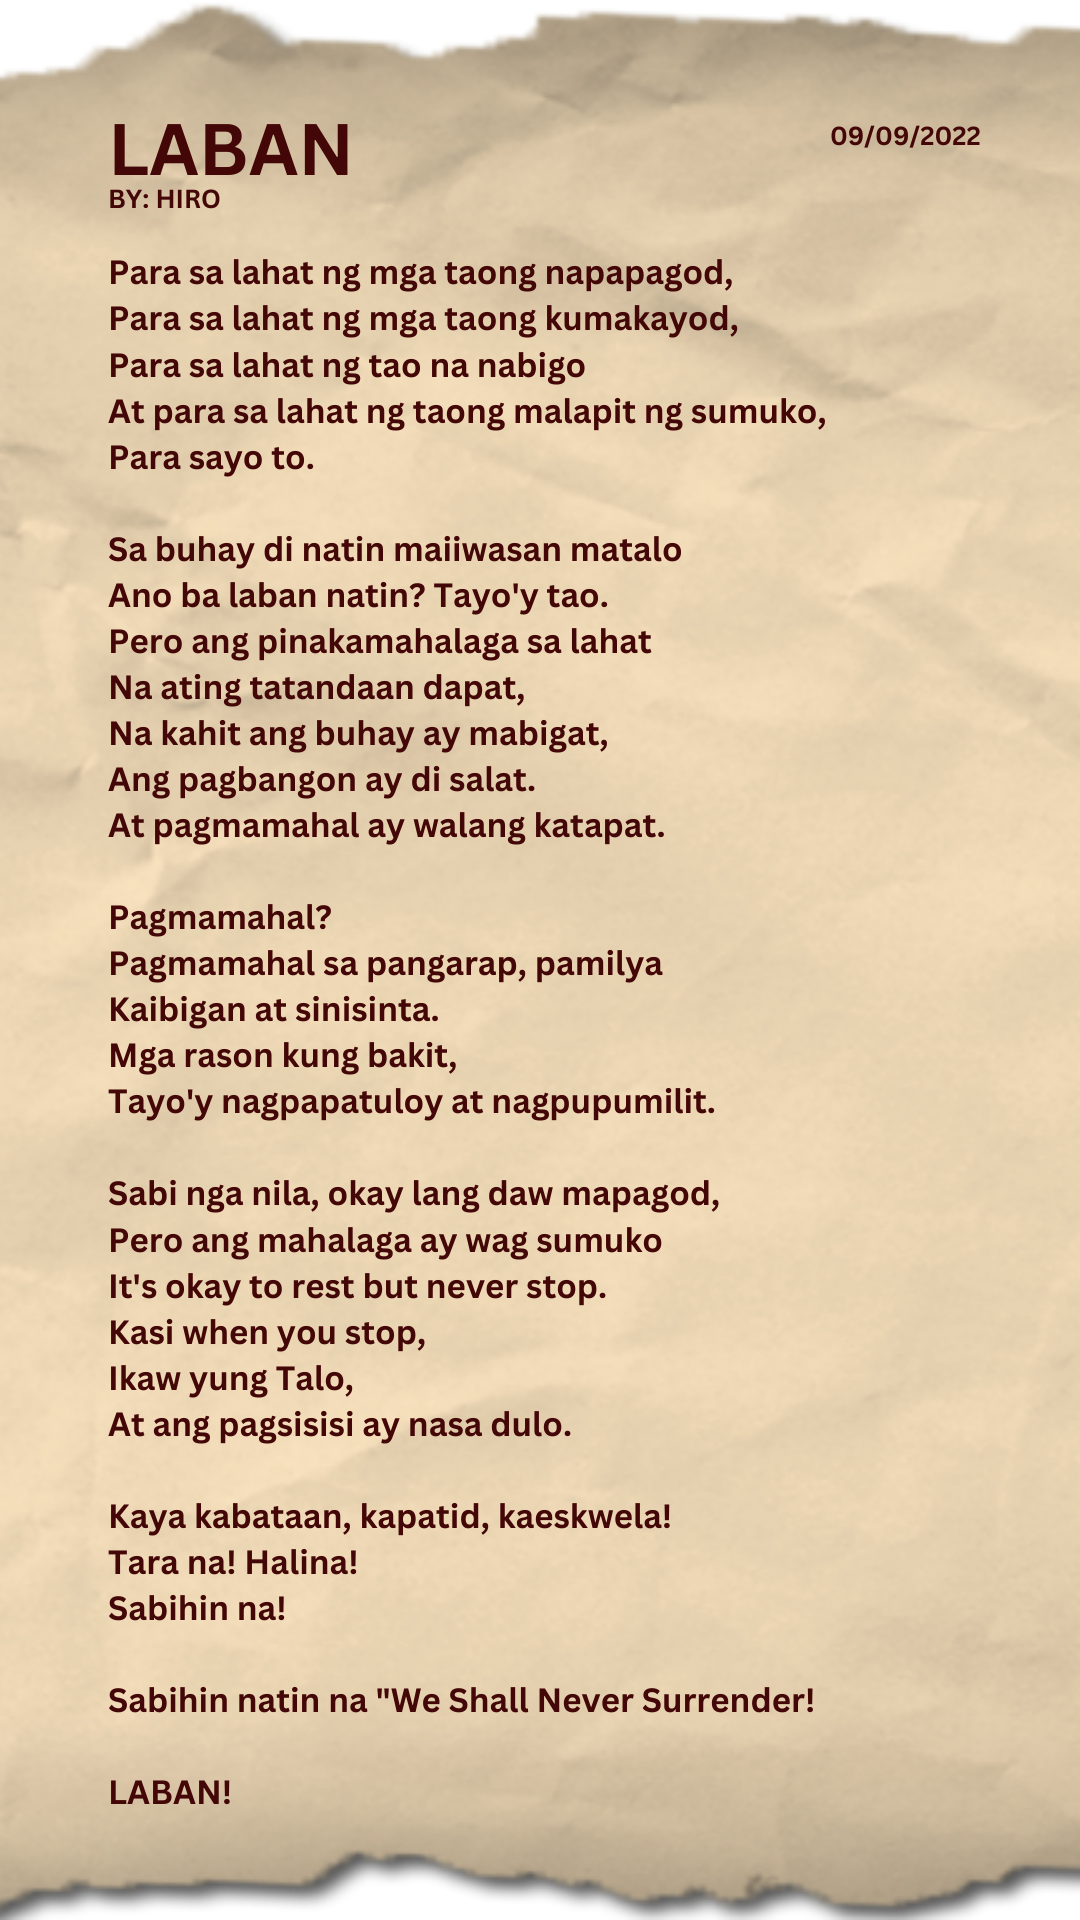 LABAN
09/09/2022
BY: HIRO
Para sa lahat ng mga taong napapagod,
Para sa lahat ng mga taong kumakayod,
Para sa lahat ng tao na nabigo
At para sa lahat ng taong malapit ng sumuko,
Para sayo to.
Sa buhay di natin maiiwasan matalo
Ano ba laban natin? Tayo'y tao.
Pero ang pinakamahalaga sa lahat
Na ating tatandaan dapat,
Na kahit ang buhay ay mabigat,
Ang pagbangon ay di salat.
At pagmamahal ay walang katapat.
Pagmamahal?
Pagmamahal sa pangarap, pamilya
Kaibigan at sinisinta.
Mga rason kung bakit,
Tayo'y nagpapatuloy at nagpupumilit.
Sabi nga nila, okay lang daw mapagod,
Pero ang mahalaga ay wag sumuko
It's okay to rest but never stop.
Kasi when you stop,
Ikaw yung Talo,
At ang pagsisisi ay nasa dulo.
Kaya kabataan, kapatid, kaeskwela!
Tara na! Halina!
Sabihin na!
Sabihin natin na "We Shall Never Surrender!
LABAN!